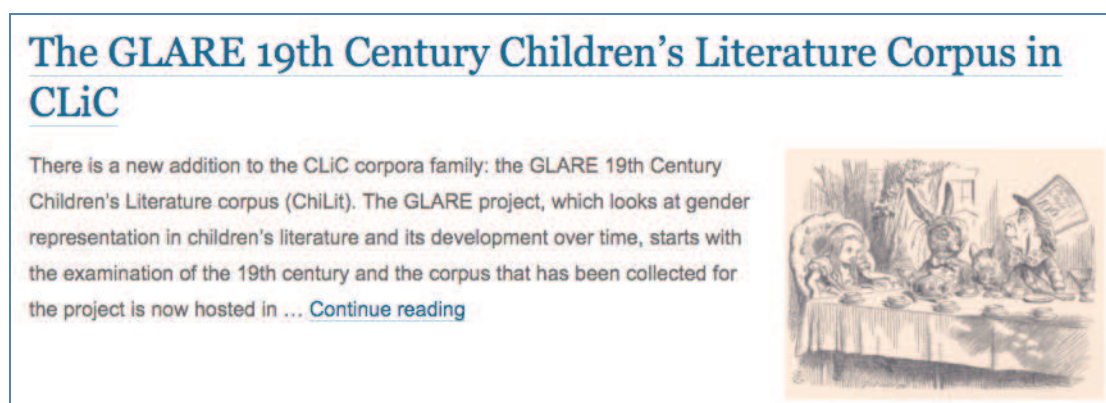 The GLARE 19th Century Children’s Literature Corpus in
CLiC
There is a new addition to the CLiC corpora family: the GLARE 19th Century
Children’s Literature corpus (ChiLit). The GLARE project, which looks at gender
representation in children’s literature and its development over time, starts with
the examination of the 19th century and the corpus that has been collected for
the project is now hosted in … Continue reading